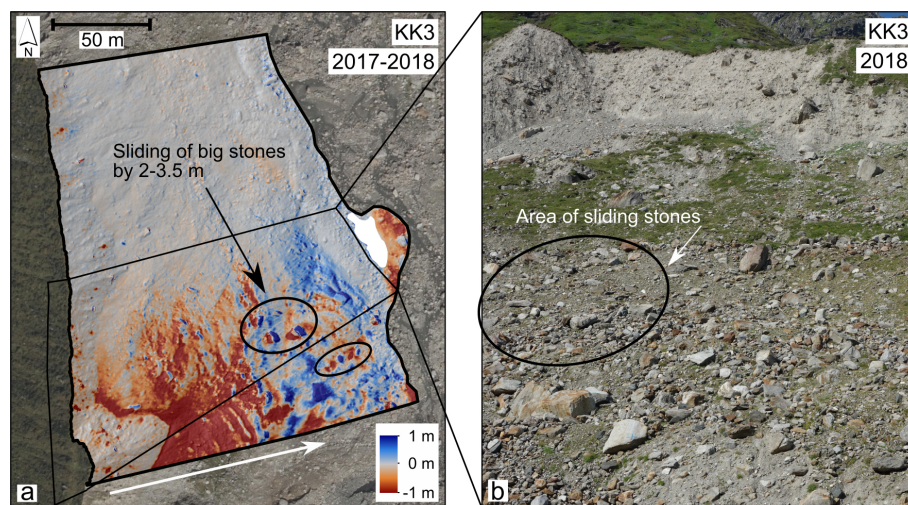 N
50 m
KK3
2017-2018
Sliding of big stones
by 2-3.5 m
1 m
0 m
-1 m
a
KK3
2018
Area of sliding stones
b